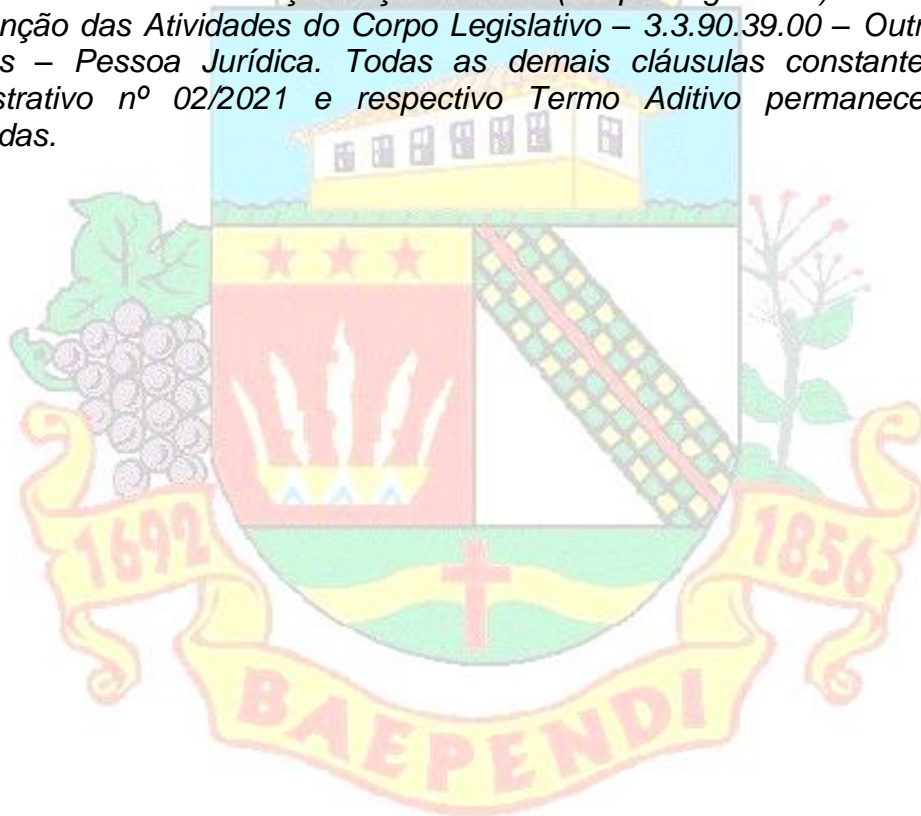 nção das Atividades do Corpo Legislativo – 3.3.90.39.00 – Outr
s – Pessoa Jurídica. Todas as demais cláusulas constante
strativo nº 02/2021 e respectivo Termo Aditivo permanece
das.
1692
1856
BAEPENDI